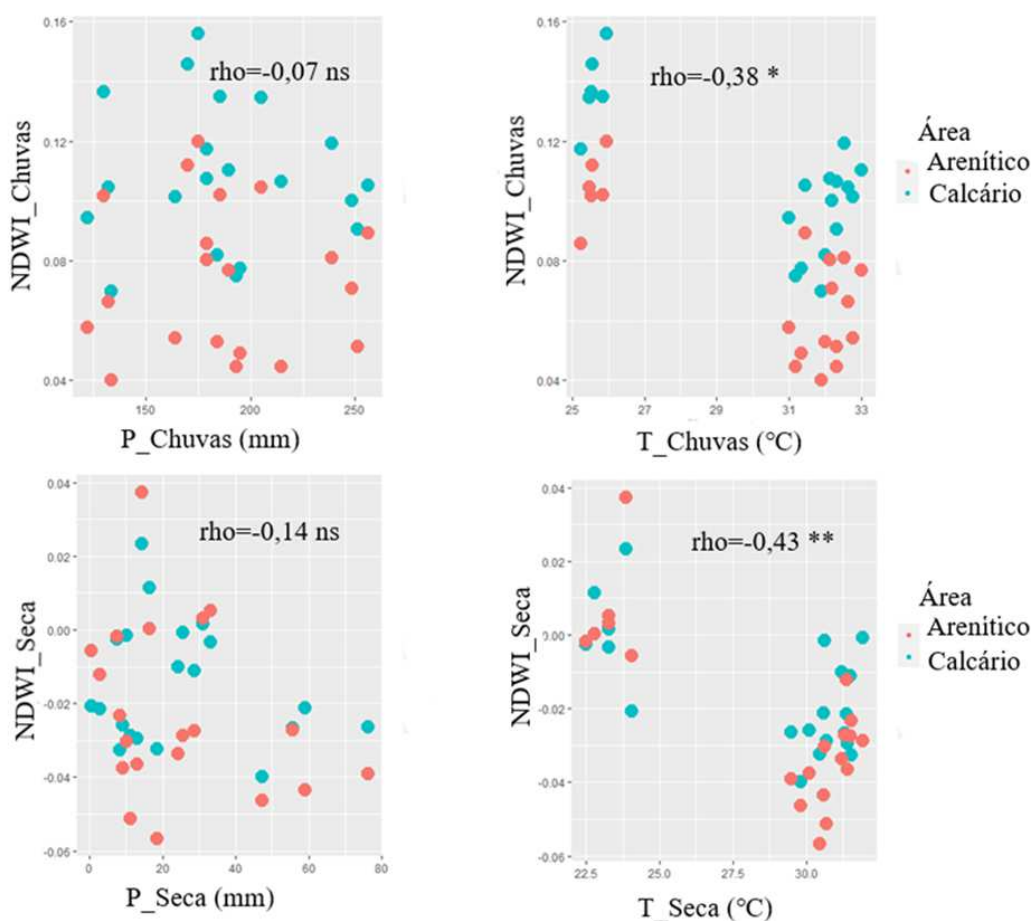 0.16
0.12
0.08
0.04
NDWI_Chuvas
rho=-0,07 ns
150
200
250
P_Chuvas (mm)
0.16
0.12
0.08
0.04
NDWI_Chuvas
rho=-0,38 *
25
27
29
31
33
T_Chuvas (°C)
Área
Arenítico
Calcário
0.04
0.02
0.00
-0.02
-0.04
-0.06
NDWI_Seca
rho=-0,14 ns
0
20
40
60
80
P_Seca (mm)
0.04
0.02
0.00
-0.02
-0.04
-0.06
NDWI_Seca
rho=-0,43 **
22.5
25.0
27.5
30.0
T_Seca (°C)
Área
Arenítico
Calcário